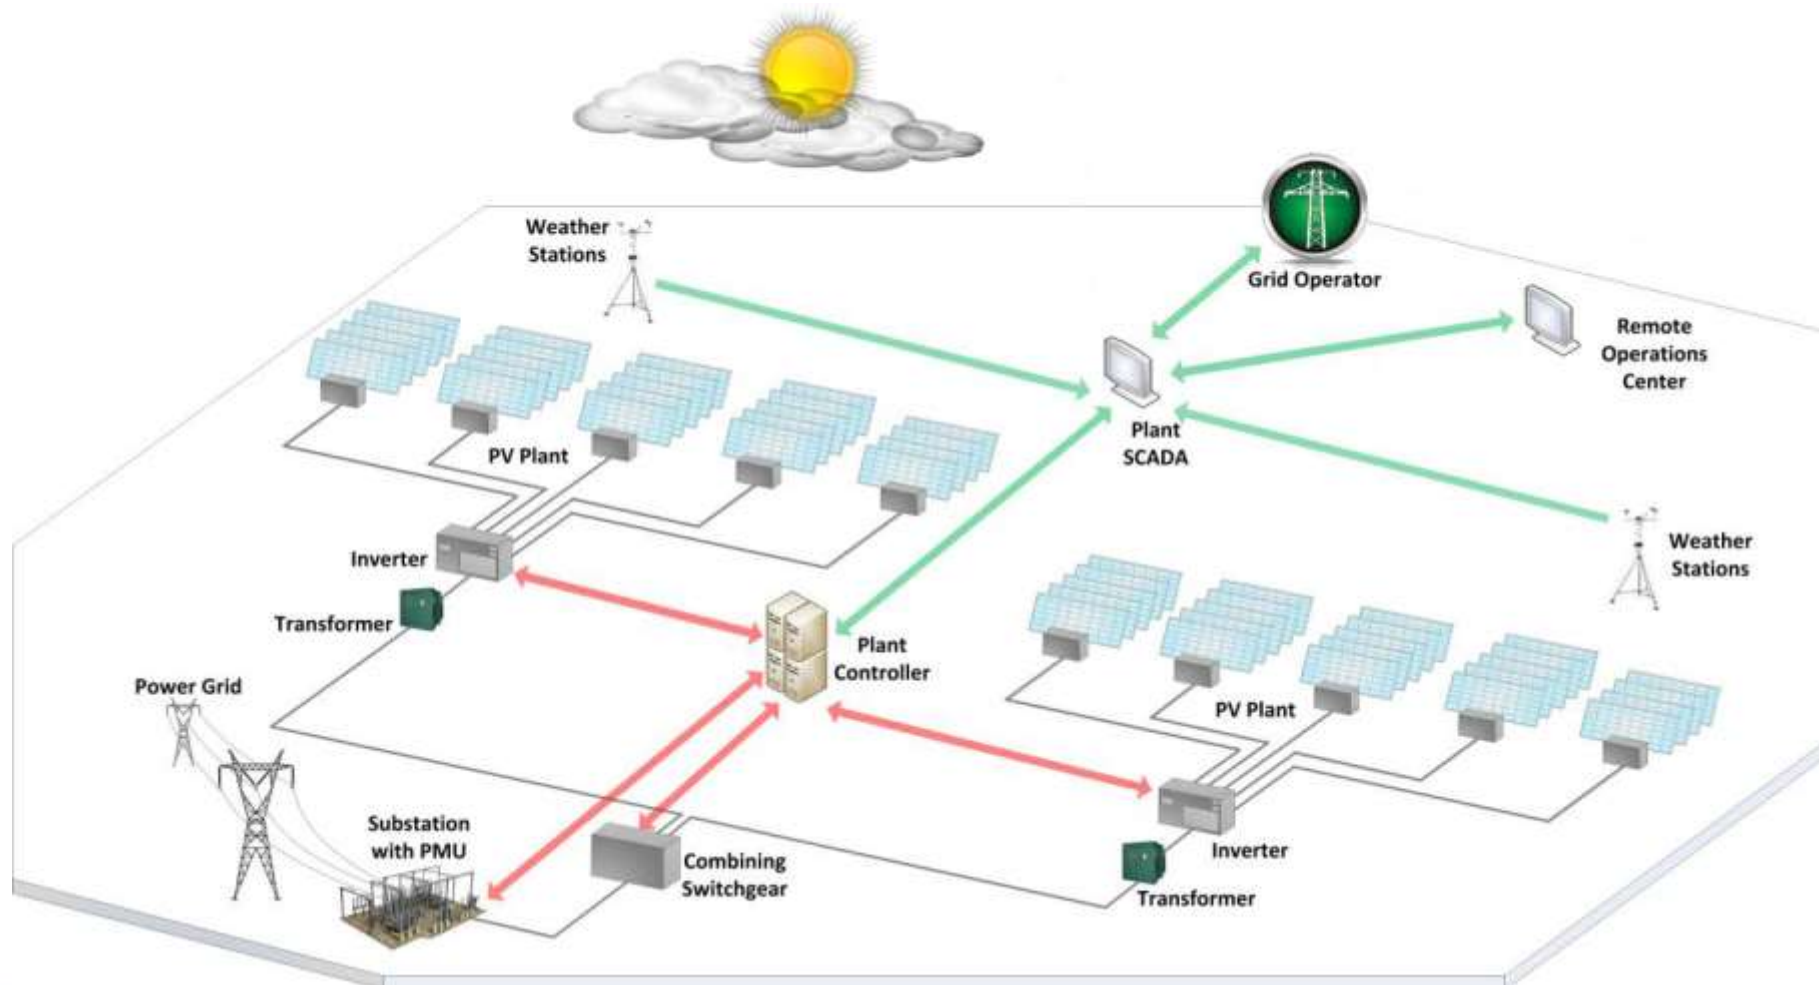 Weather
Stations
Grid Operator
Remote
Operations
Center
Plant
SCADA
PV Plant
Inverter
Weather
Stations
Transformer
Plant
Controller
Power Grid
PV Plant
Substation
with PMU
Combining
Switchgear
Inverter
Transformer